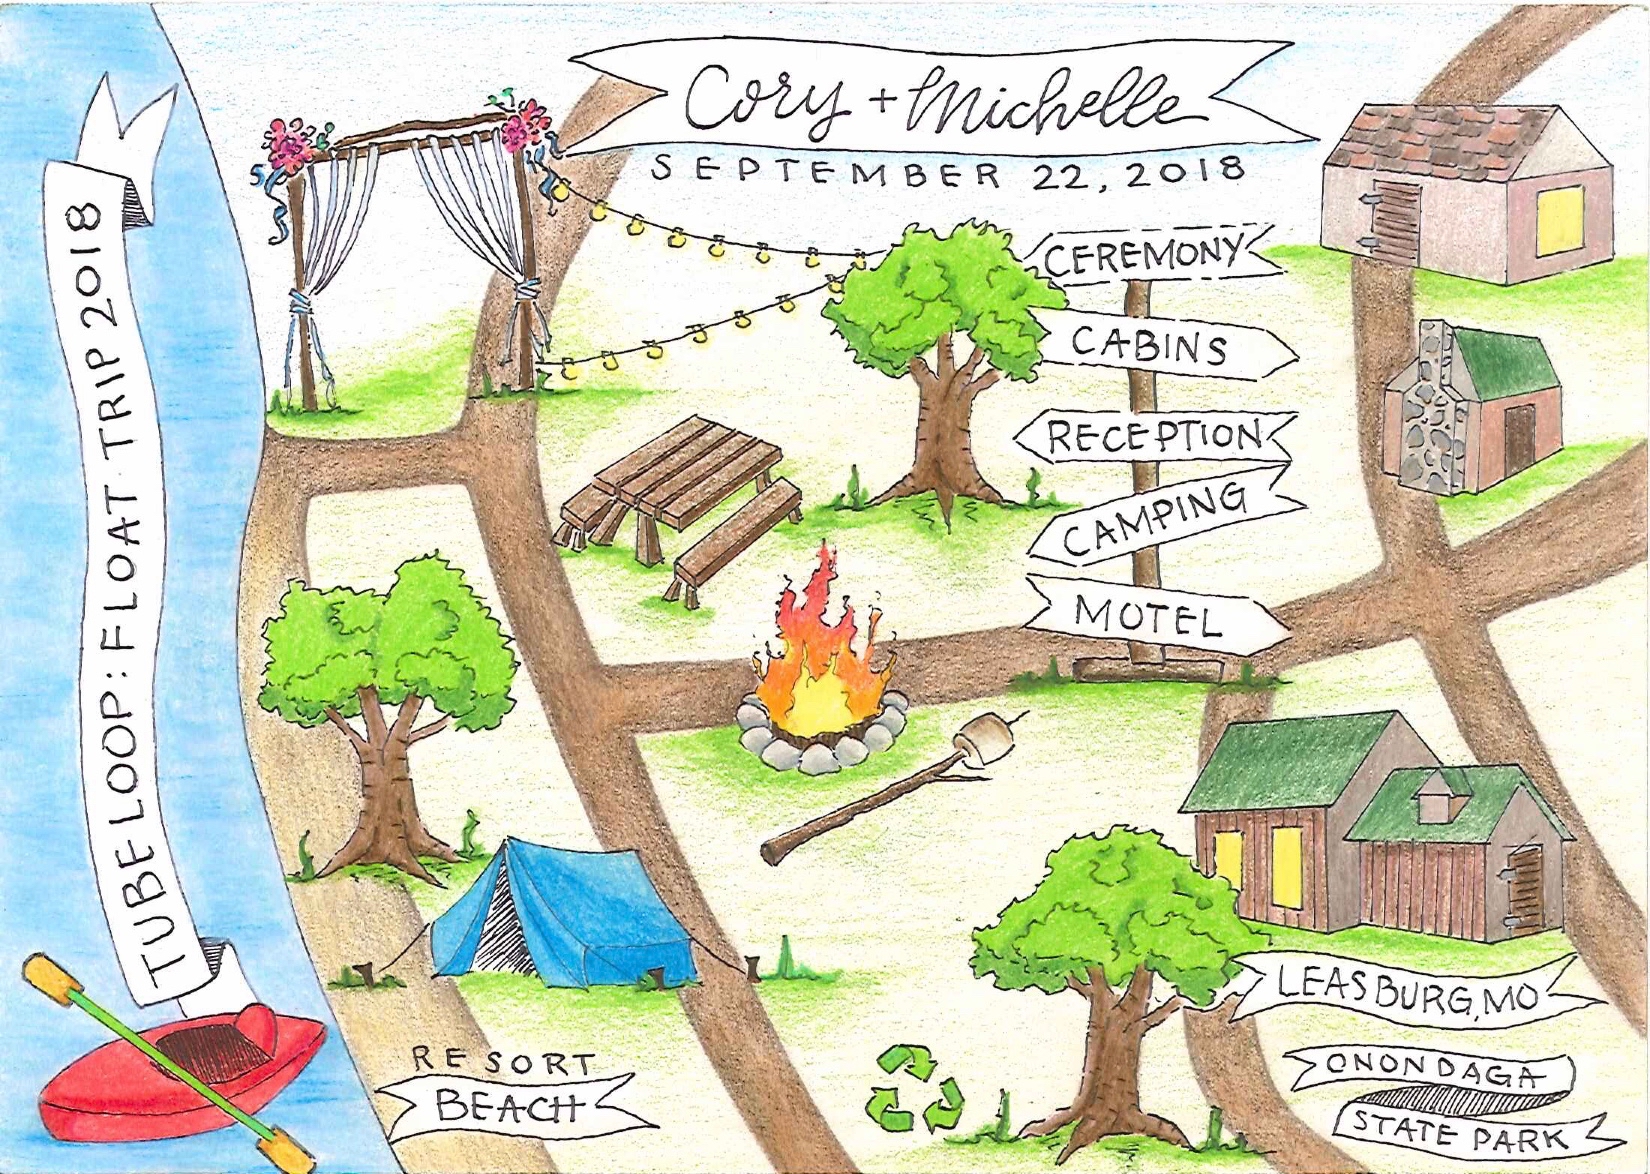 Cory + Michelle
SEPTEMBER 22, 2018
TUBE LOOP: FLOAT TRIP 2018
CEREMONY
CABINS
RECEPTION
CAMPING
MOTEL
LEASBURG, MO
ONONDAGA
STATE PARK
RESORT
BEACH